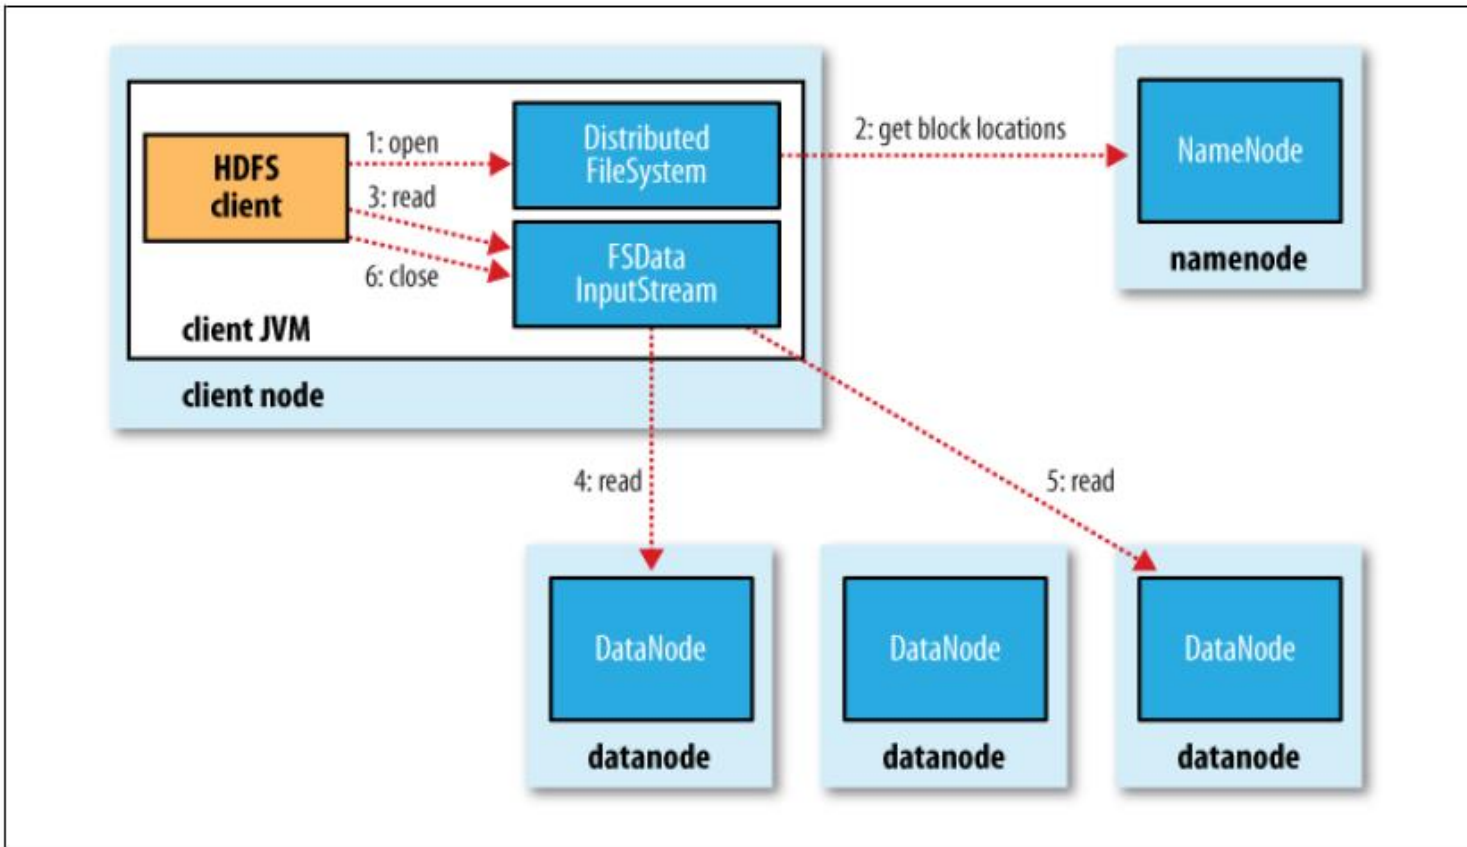 HDFS
client
1: open
3: read
6: close
Distributed
FileSystem
FSData
InputStream
client JVM
client node
2: get block locations
NameNode
namenode
4: read
5: read
DataNode
datanode
DataNode
datanode
DataNode
datanode